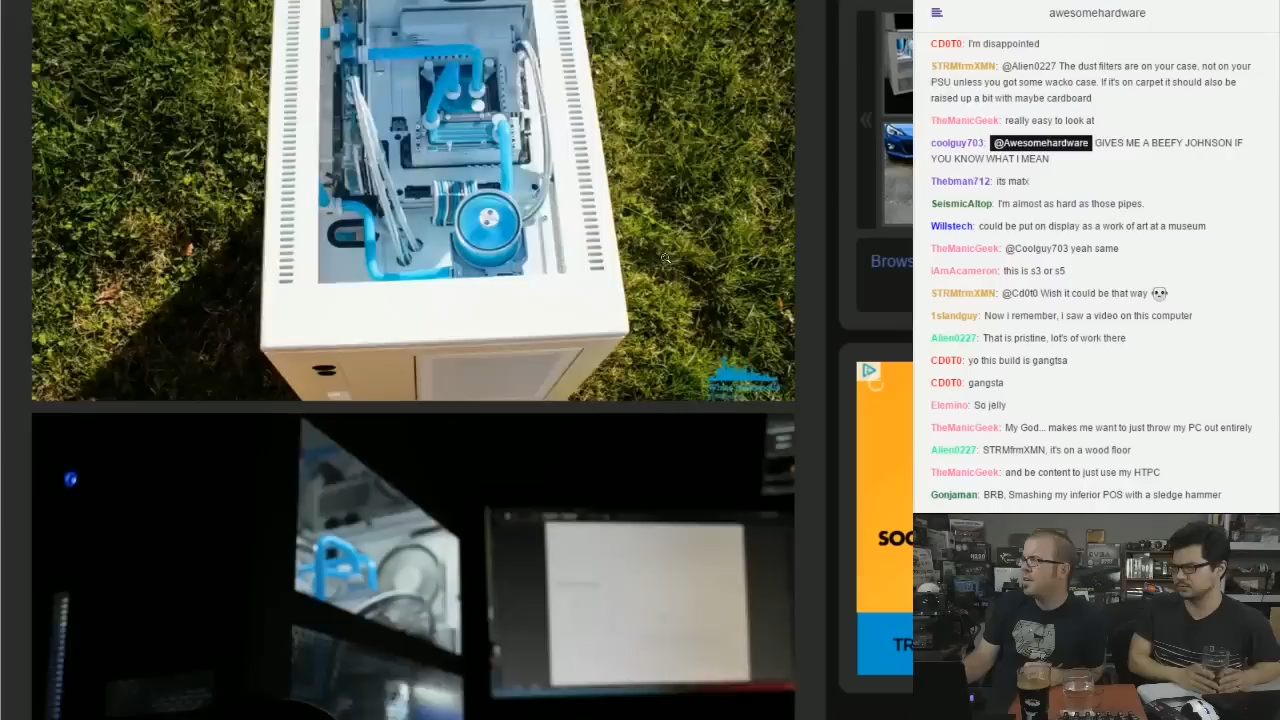 awesomehardware
CD0T0: I'm disappointed
STRMfrmXMN: @Alien0227 The dust filters are on your case, not on your
PSU unless you got some wacko case. If it's on carpet it should also be
raised up a bit with maybe cardboard
TheManicGeek: really easy to look at
coolguy703: @Awesomehardware GIVES ME A BEEFY JOHNSON IF
YOU KNOW WHAT I MEAN
Thebman712: its matx
SeismicAltop: I'm almost as hard as those pipes.
Willstech: could be put on display as a work of art at a museum
TheManicGeek: @Coolguy703 yeah same
iAmAcameron: this is s3 or s5
STRMfrmXMN: @Cd0t0 Wish it could be that way
1slandguy: Now i remember, i saw a video on this computer
Alien0227: That is pristine, lot's of work there
CD0T0: yo this build is gangtsa
CD0T0: gangsta
Elemino: So jelly
TheManicGeek: My God... makes me want to just throw my PC out entirely
Alien0227: STRMfrmXMN, it's on a wood floor
TheManicGeek: and be content to just use my HTPC
Gonjaman: BRB, Smashing my inferior POS with a sledge hammer
Brows
SOC
TR